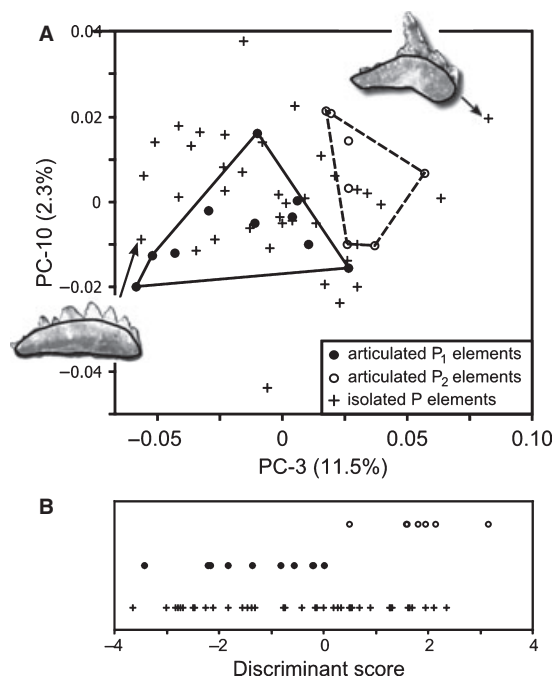 A
0.04
0.02
0
−0.02
−0.04
PC-10 (2.3%)
articulated P1 elements
articulated P2 elements
isolated P elements
−0.05
0
0.05
0.10
PC-3 (11.5%)
B
−4
−2
0
2
4
Discriminant score